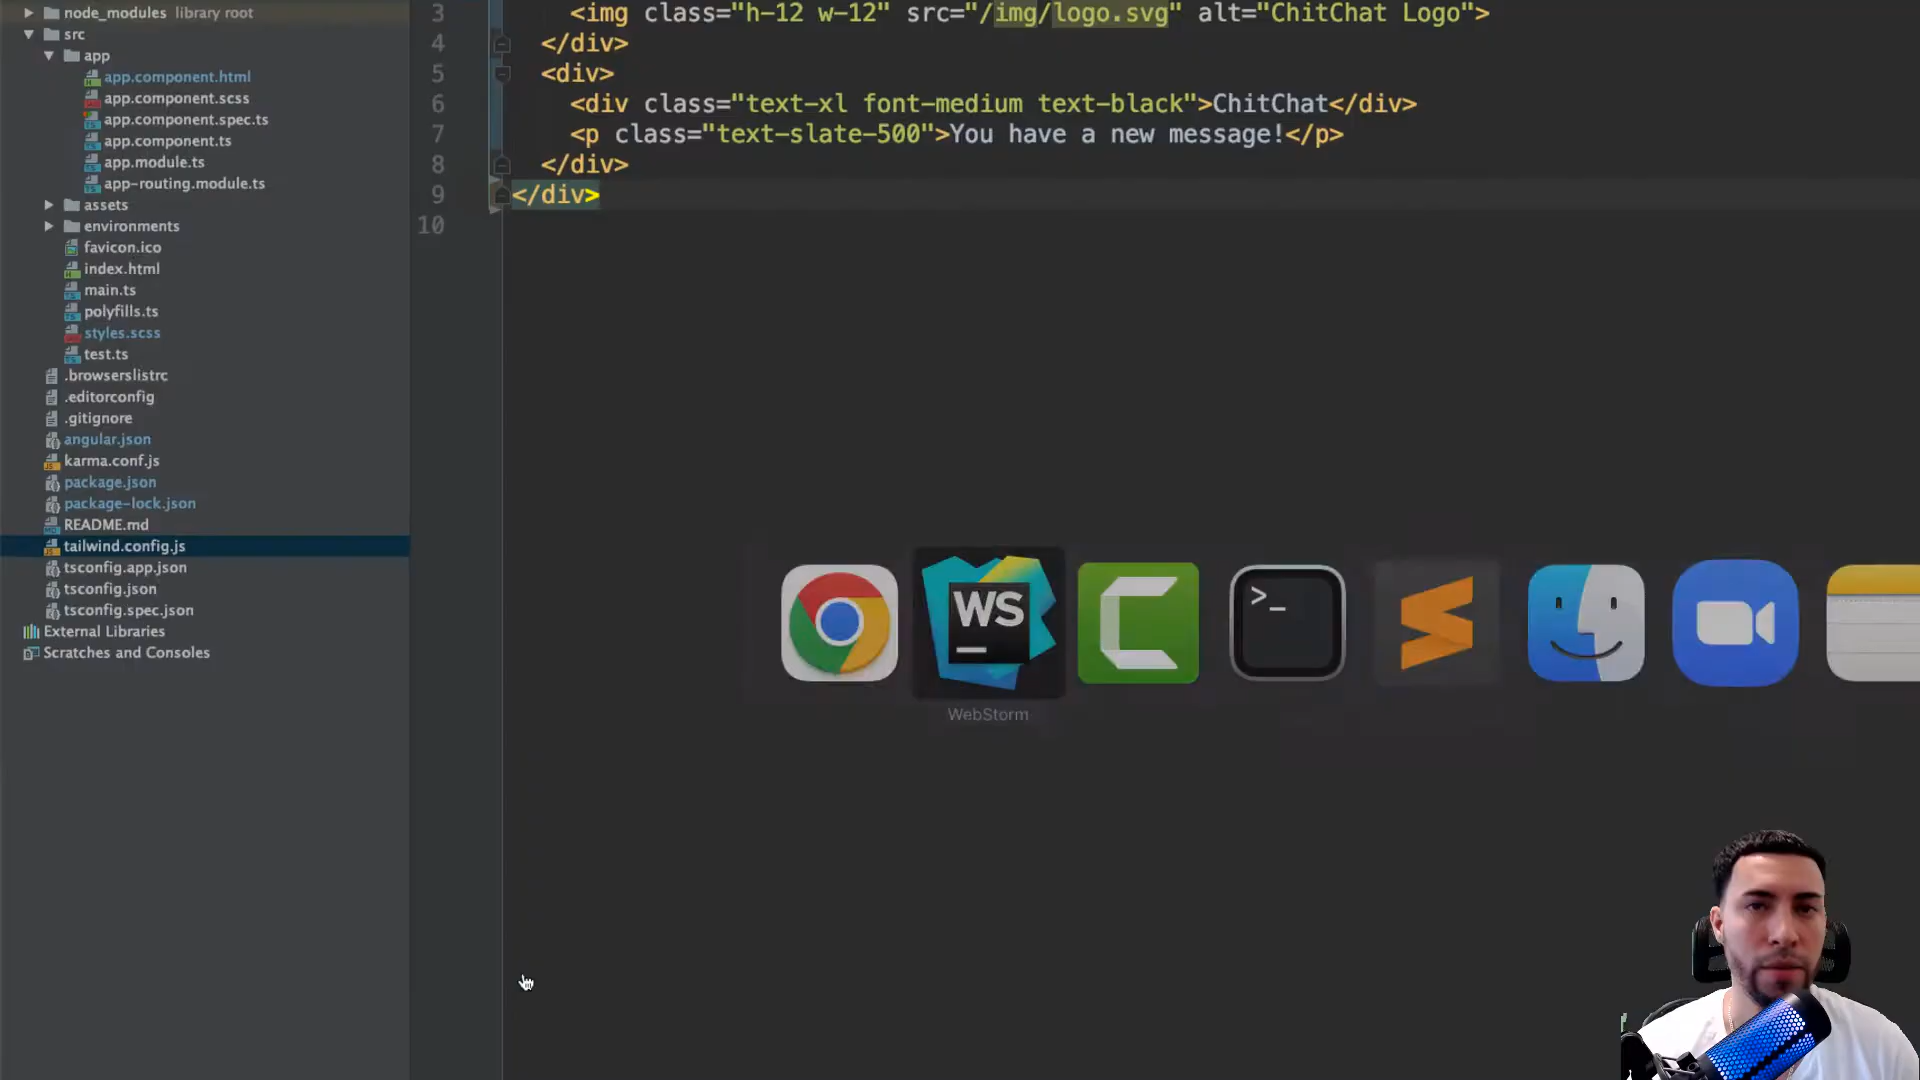 node_modules library root
src
app
app.component.html
app.component.scss
app.component.spec.ts
app.component.ts
app.module.ts
app-routing.module.ts
assets
environments
favicon.ico
index.html
main.ts
polyfills.ts
styles.scss
test.ts
.browserslistrc
.editorconfig
.gitignore
angular.json
karma.conf.js
package.json
package-lock.json
README.md
tailwind.config.js
tsconfig.app.json
tsconfig.json
tsconfig.spec.json
External Libraries
Scratches and Consoles
3 <img class="h-12 w-12" src="/img/logo.svg" alt="ChitChat Logo">
4 </div>
5 <div>
6 <div class="text-xl font-medium text-black">ChitChat</div>
7 <p class="text-slate-500">You have a new message!</p>
8 </div>
9 </div>
10
WS
>_
WebStorm